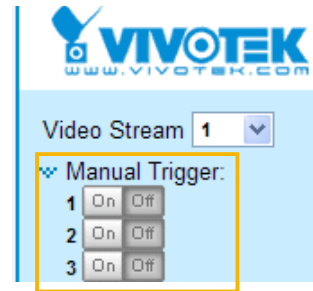 VIVOTEK
www.vivotek.com
Video Stream 1
Manual Trigger:
1 On Off
2 On Off
3 On Off